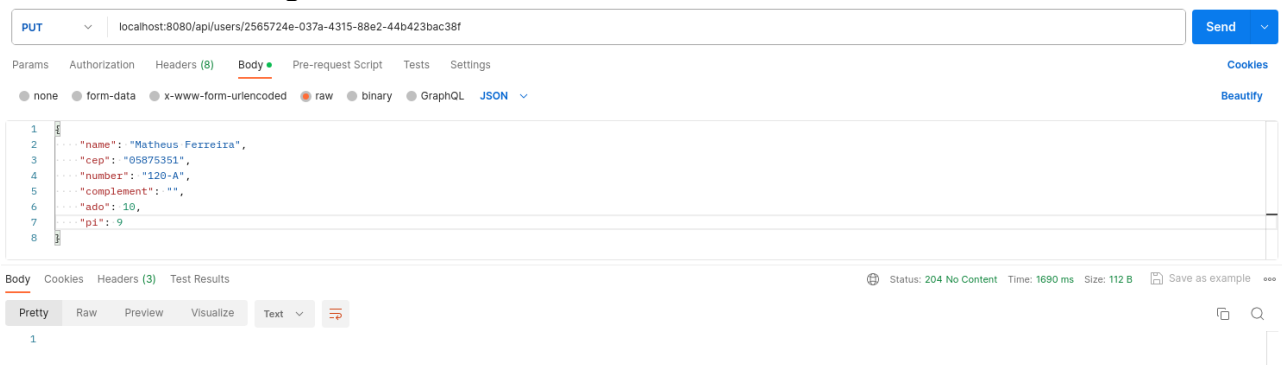 PUT localhost:8080/api/users/2565724e-037a-4315-88e2-44b423bac38f Send
Params Authorization Headers (8) Body Pre-request Script Tests Settings Cookies
none form-data x-www-form-urlencoded raw binary GraphQL JSON Beautify
1 {
2 "name": "Matheus Ferreira",
3 "cep": "05875351",
4 "number": "120-A",
5 "complement": "",
6 "ado": 10,
7 "pi": 9
8 }
Body Cookies Headers (3) Test Results Status: 204 No Content Time: 1690 ms Size: 112 B Save as example
Pretty Raw Preview Visualize Text
1